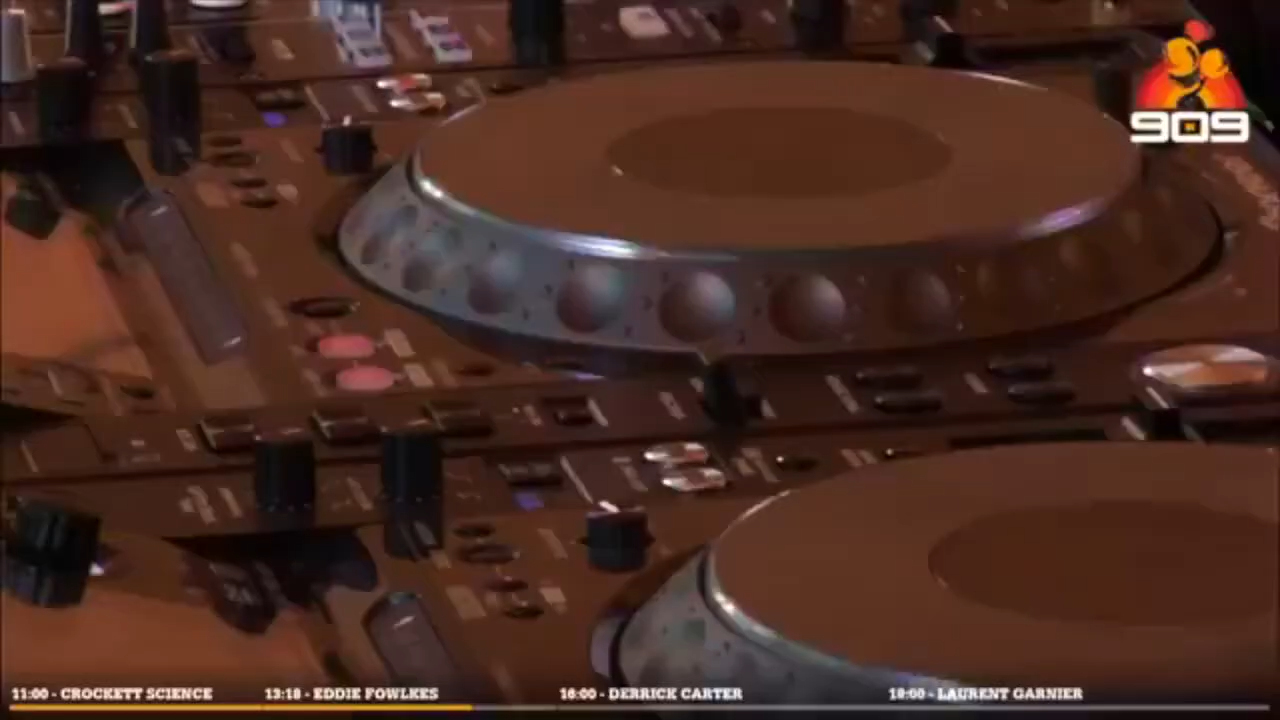 909
11:00 - CROCKETT SCIENCE
13:18 - EDDIE FOWLKES
16:00 - DERRICK CARTER
18:00 - LAURENT GARNIER